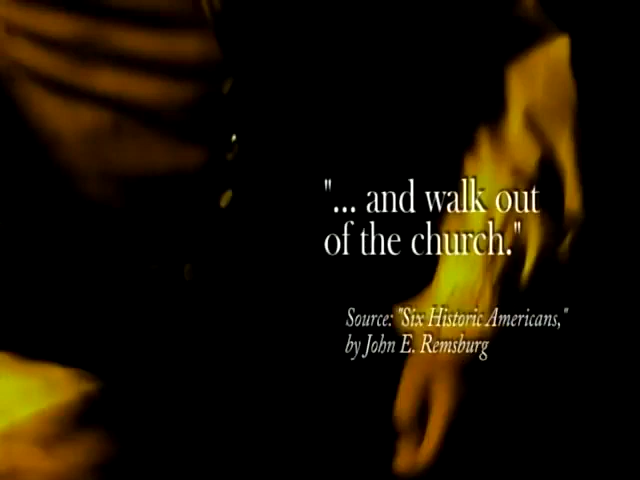 "... and walk out
of the church."
Source: "Six Historic Americans,"
by John E. Remsburg